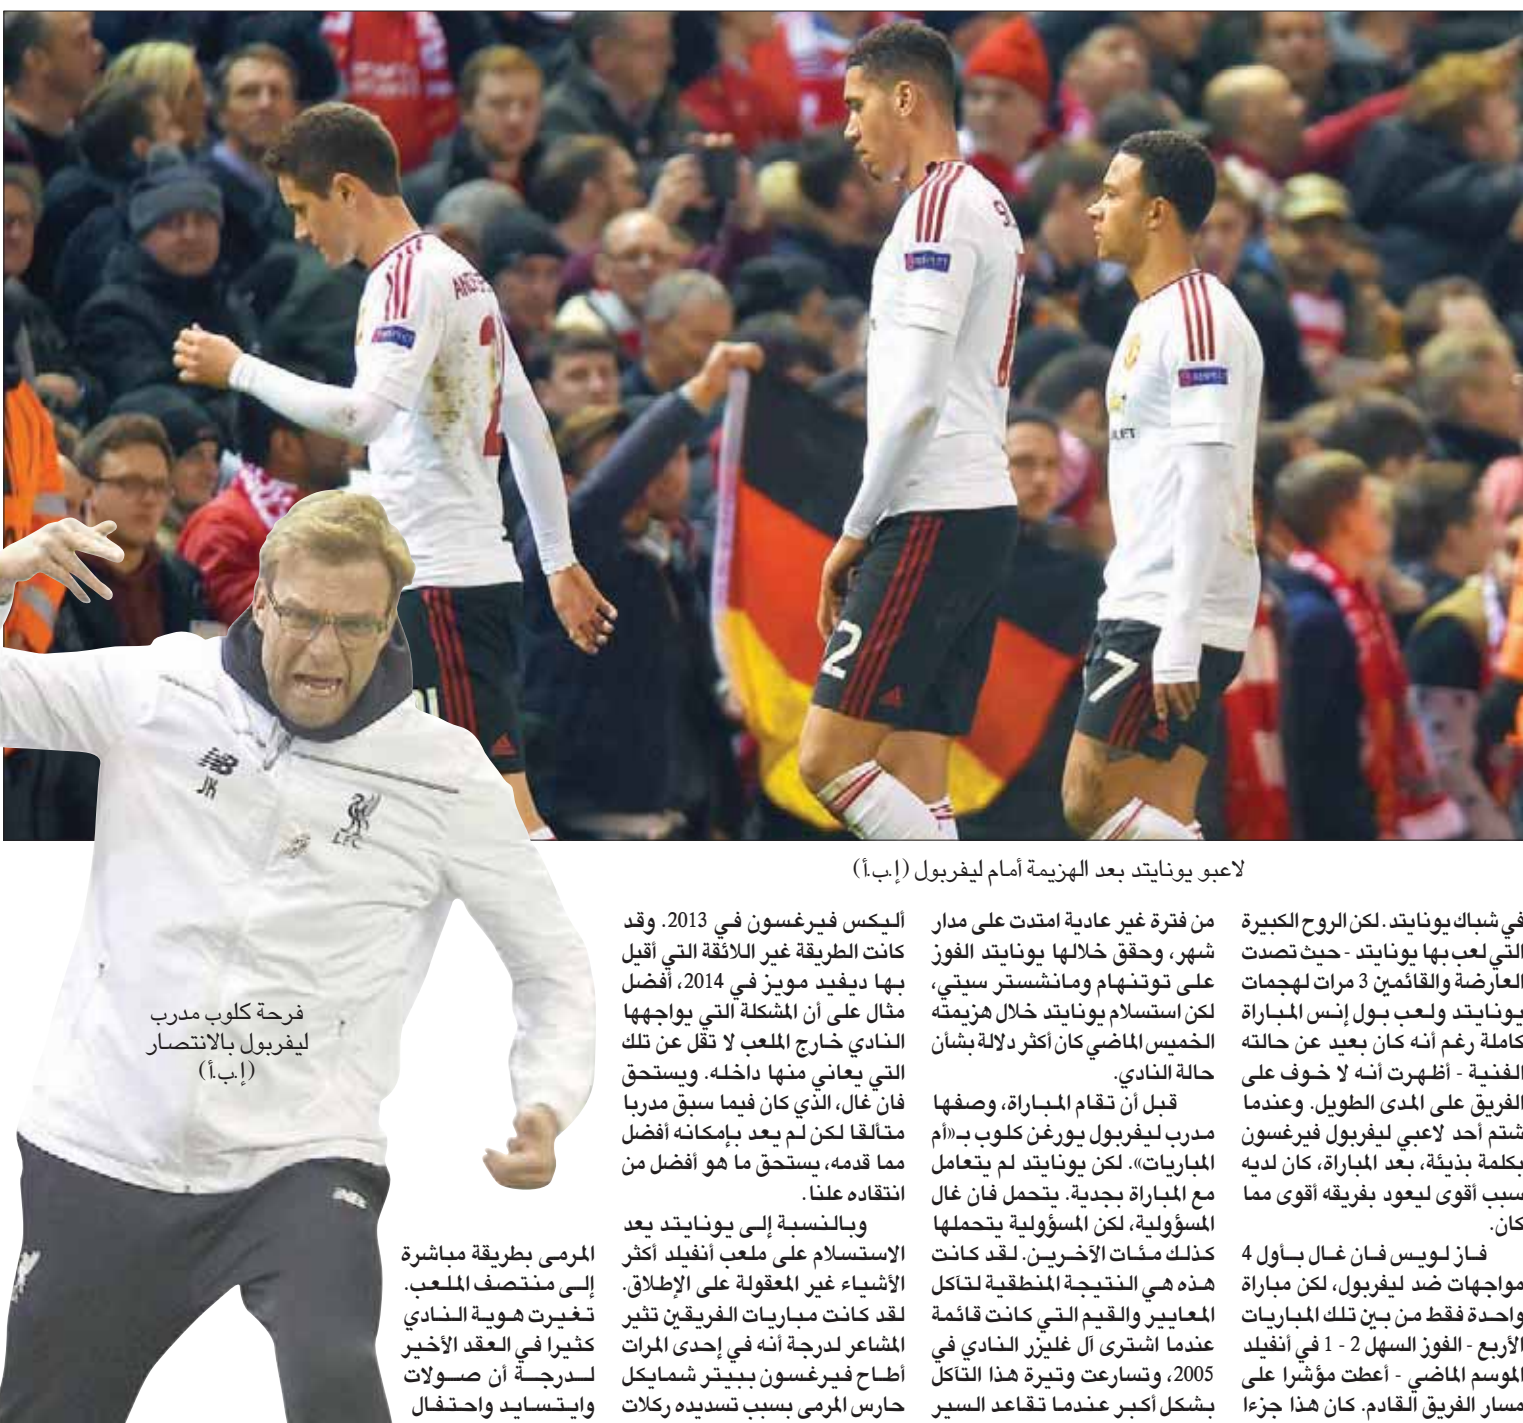 لاعبو يونايتد بعد الهزيمة أمام ليفربول (إ.ب.أ)
في شباك يونايتد. لكن الروح الكبيرة
التي لعب بها يونايتد - حيث تصدت
العارضة والقائمين 3 مرات لهجمات
يونايتد ولعب بول إنس المباراة
كاملة رغم أنه كان بعيد عن حالته
الفنية - أظهرت أنه لا خوف على
الفريق على المدى الطويل. وعندما
شتم أحد لاعبي ليفربول فيرغسون
بكلمة بذيئة، بعد المباراة، كان لديه
سبب أقوى ليعود بفريقه أقوى مما
كان.
فاز لويس فان غال بأول 4
مواجهات ضد ليفربول، لكن مباراة
واحدة فقط من بين تلك المباريات
الأربع - الفوز السهل 2 - 1 في أنفيلد
الموسم الماضي - أعطت مؤشرا على
مسار الفريق القادم. كان هذا جزءا
من فترة غير عادية امتدت على مدار
شهر، وحقق خلالها يونايتد الفوز
على توتنهام ومانشستر سيتي،
لكن استسلام يونايتد خلال هزيمته
الخميس الماضي كان أكثر دلالة بشأن
حالة النادي.
قبل أن تقام المباراة، وصفها
مدرب ليفربول يورغن كلوب بـ«أم
المباريات». لكن يونايتد لم يتعامل
مع المباراة بجدية. يتحمل فان غال
المسؤولية، لكن المسؤولية يتحملها
كذلك مئات الآخرين. لقد كانت
هذه هي النتيجة المنطقية لتآكل
المعايير والقيم التي كانت قائمة
عندما اشترى آل غليزر النادي في
2005، وتسارعت وتيرة هذا التآكل
بشكل أكبر عندما تقاعد السير
أليكس فيرغسون في 2013. وقد
كانت الطريقة غير اللائقة التي أقيل
بها ديفيد مويز في 2014، أفضل
مثال على أن المشكلة التي يواجهها
النادي خارج الملعب لا تقل عن تلك
التي يعاني منها داخله. ويستحق
فان غال، الذي كان فيما سبق مدربا
متألقا لكن لم يعد بإمكانه أفضل
مما قدمه، يستحق ما هو أفضل من
انتقاده علنا.
وبالنسبة إلى يونايتد يعد
الاستسلام على ملعب أنفيلد أكثر
الأشياء غير المعقولة على الإطلاق.
لقد كانت مباريات الفريقين تثير
المشاعر لدرجة أنه في إحدى المرات
أطاح فيرغسون ببيتر شمايكل
حارس المرمى بسبب تسديده ركلات
المرمى بطريقة مباشرة
إلى منتصف الملعب.
تغيرت هوية النادي
كثيرا في العقد الأخير
لدرجة أن صولات
وايتسايد واحتفال
فرحة كلوب مدرب
ليفربول بالانتصار
(إ.ب.أ)
2
7
NB
JK
LFC